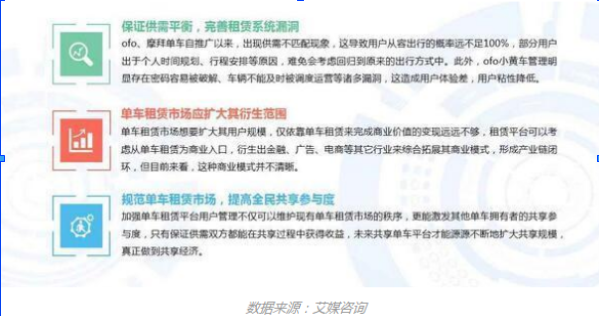 保证供需平衡，完善租赁系统漏洞
ofo、摩拜单车自推广以来，出现供需不匹配现象，这导致用户从容出行的概率远不足100%，部分用户
出于个人时间规划、行程安排等原因，难免会考虑回归到原来的出行方式中。此外，ofo小黄车管理明
显存在密码容易被破解、车辆不能及时被调度运营等诸多漏洞，这造成用户体验差，用户粘性降低。
单车租赁市场应扩大其衍生范围
单车租赁市场想要扩大其用户规模，仅依靠单车租赁来完成商业价值的变现远远不够，租赁平台可以考
虑从单车租赁为商业入口，衍生出金融、广告、电商等其它行业来综合拓展其商业模式，形成产业链闭
环，但目前来看，这种商业模式并不清晰。
规范单车租赁市场，提高全民共享参与度
加强单车租赁平台用户管理不仅可以维护现有单车租赁市场的秩序，更能激发其他单车拥有者的共享参
与度，只有保证供需双方都能在共享过程中获得收益，未来共享单车平台才能源源不断地扩大共享规模，
真正做到共享经济。
数据来源：艾媒咨询